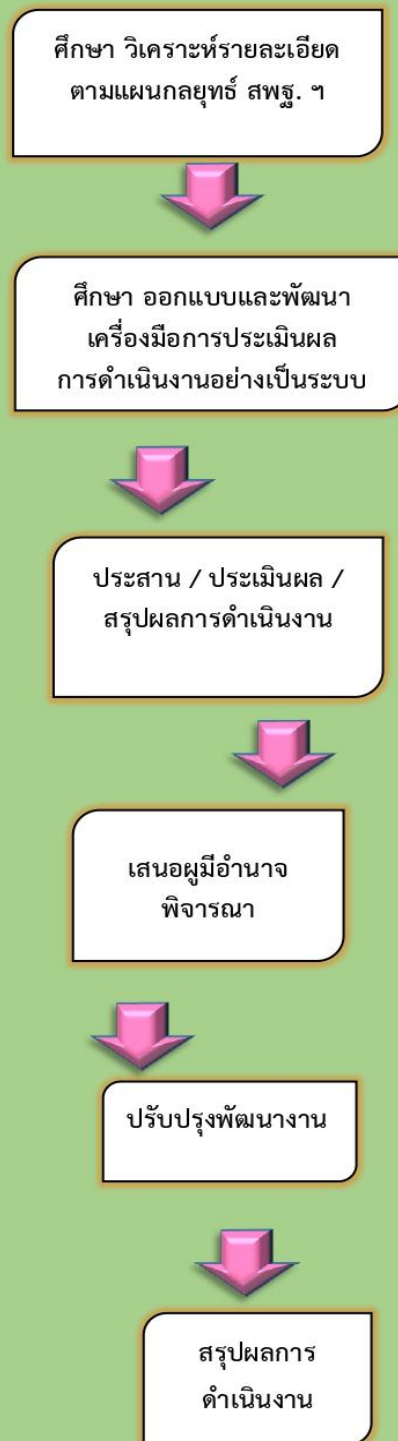 ศึกษา วิเคราะห์รายละเอียด
ตามแผนกลยุทธ์ สพฐ. ฯ
ศึกษา ออกแบบและพัฒนา
เครื่องมือการประเมินผล
การดำเนินงานอย่างเป็นระบบ
ประสาน / ประเมินผล /
สรุปผลการดำเนินงาน
เสนอผูมีอำนาจ
พิจารณา
ปรับปรุงพัฒนางาน
สรุปผลการ
ดำเนินงาน